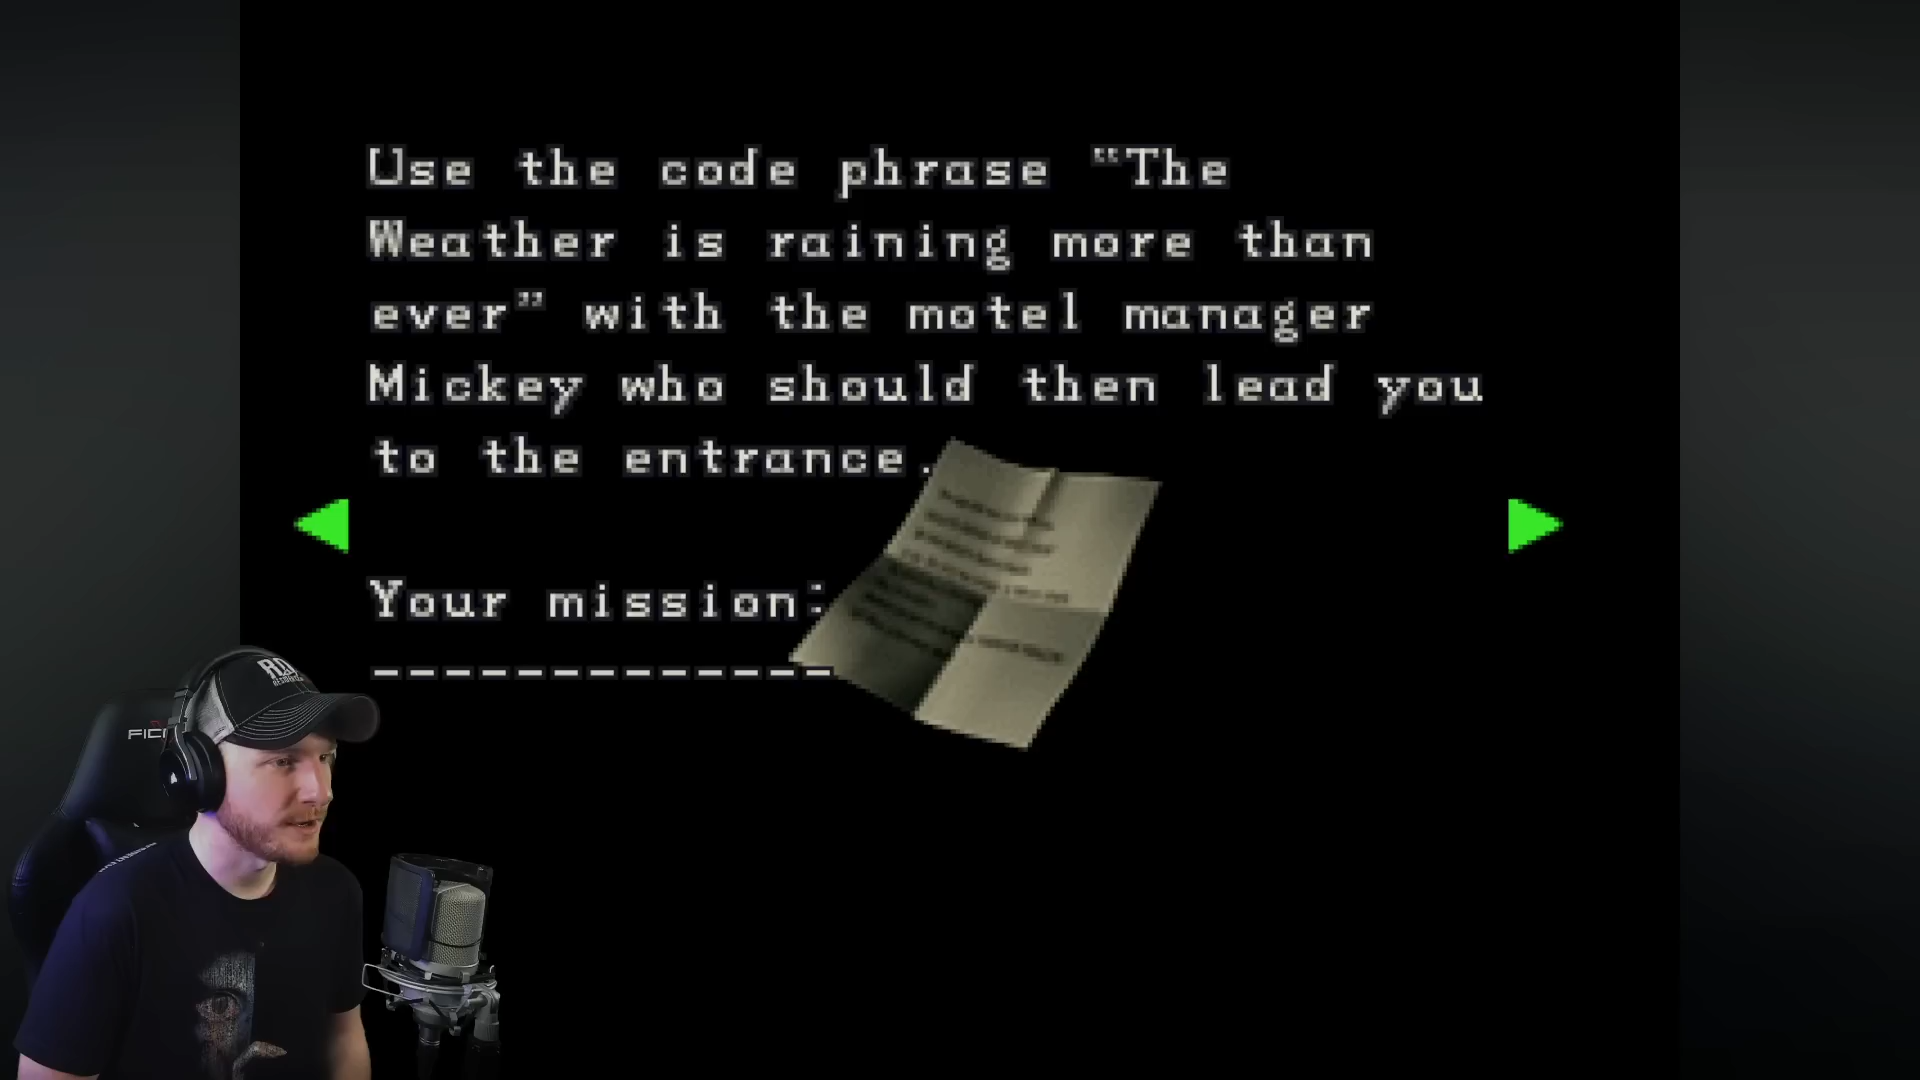 Use the code phrase “The
Weather is raining more than
ever” with the motel manager
Mickey who should then lead you
to the entrance.
Your mission:
-------------